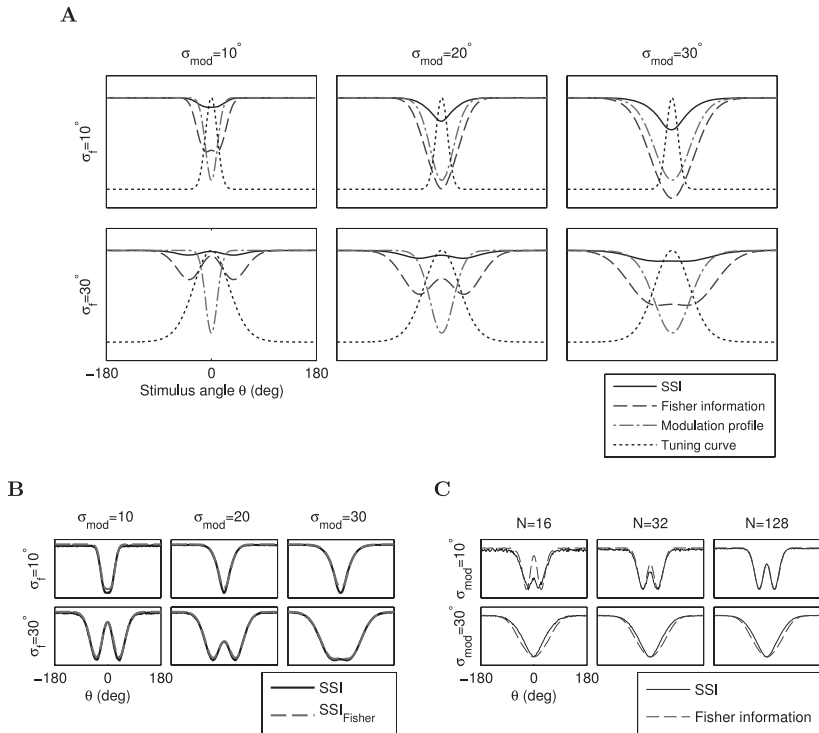 A
σmod=10° σmod=20° σmod=30°
σf=10°
σf=30°
−180 0 180
Stimulus angle θ (deg)
SSI
Fisher information
Modulation profile
Tuning curve
B
σmod=10 σmod=20 σmod=30
σf=10°
σf=30°
−180 0 180
θ (deg)
SSI
SSIFisher
C
N=16 N=32 N=128
σmod=10°
σmod=30°
−180 0 180
θ (deg)
SSI
Fisher information